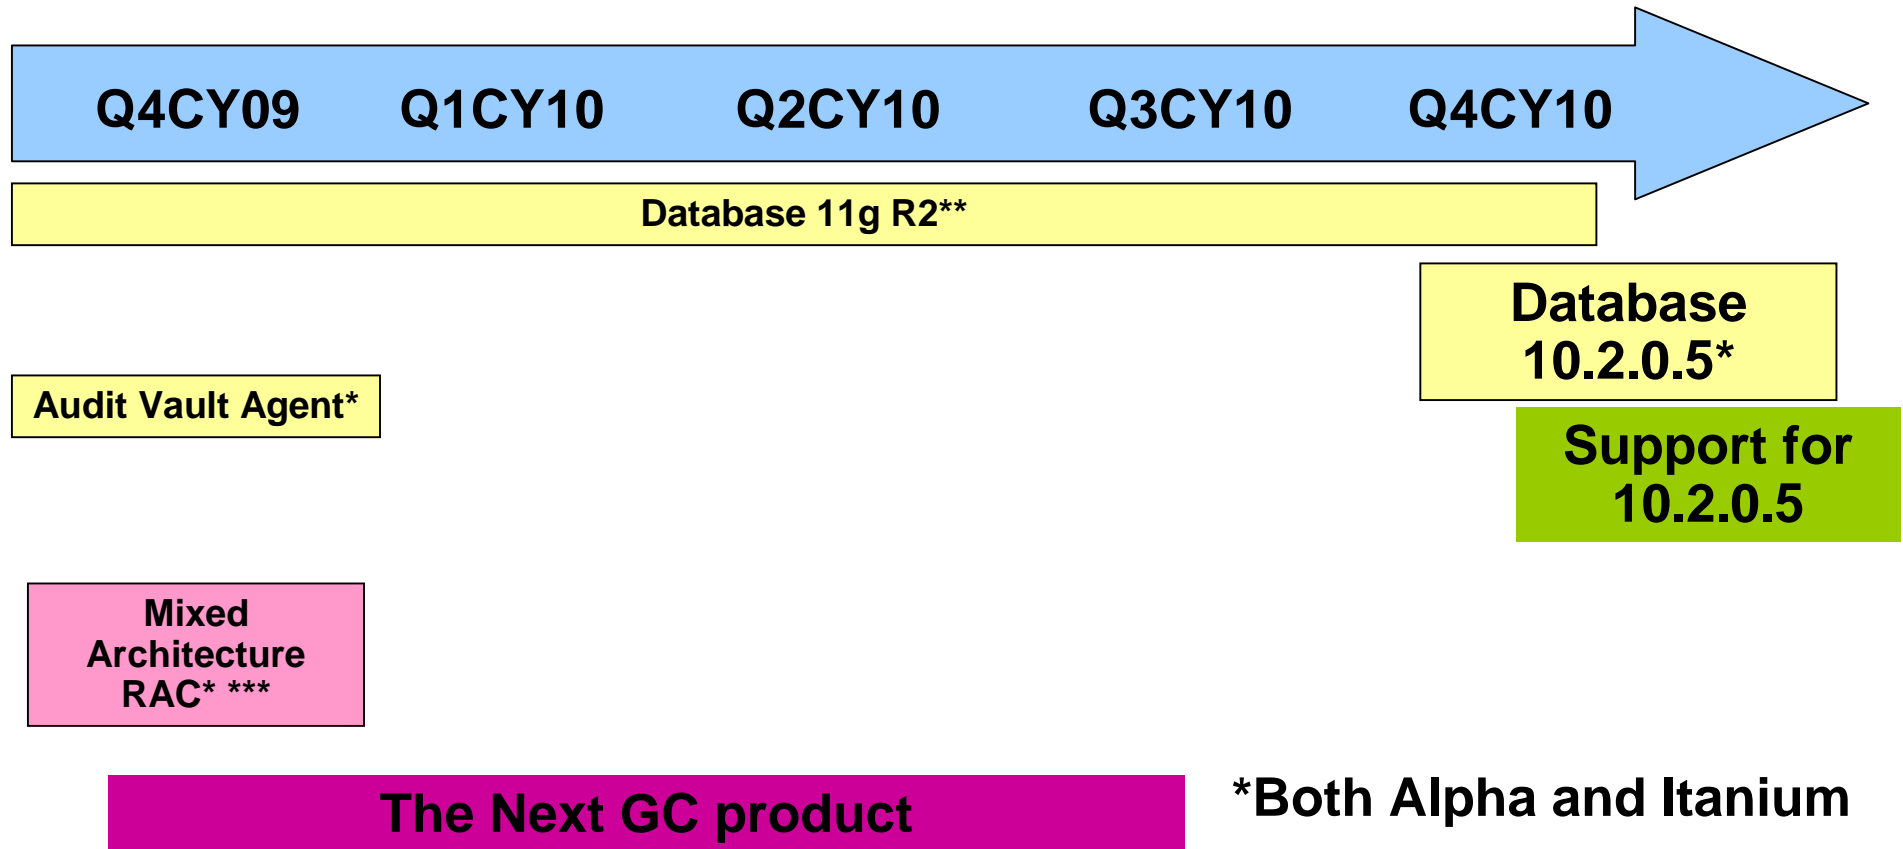 Q4CY09 Q1CY10 Q2CY10 Q3CY10 Q4CY10
Database 11g R2**
Database
10.2.0.5*
Audit Vault Agent*
Support for
10.2.0.5
Mixed
Architecture
RAC* ***
The Next GC product
*Both Alpha and Itanium